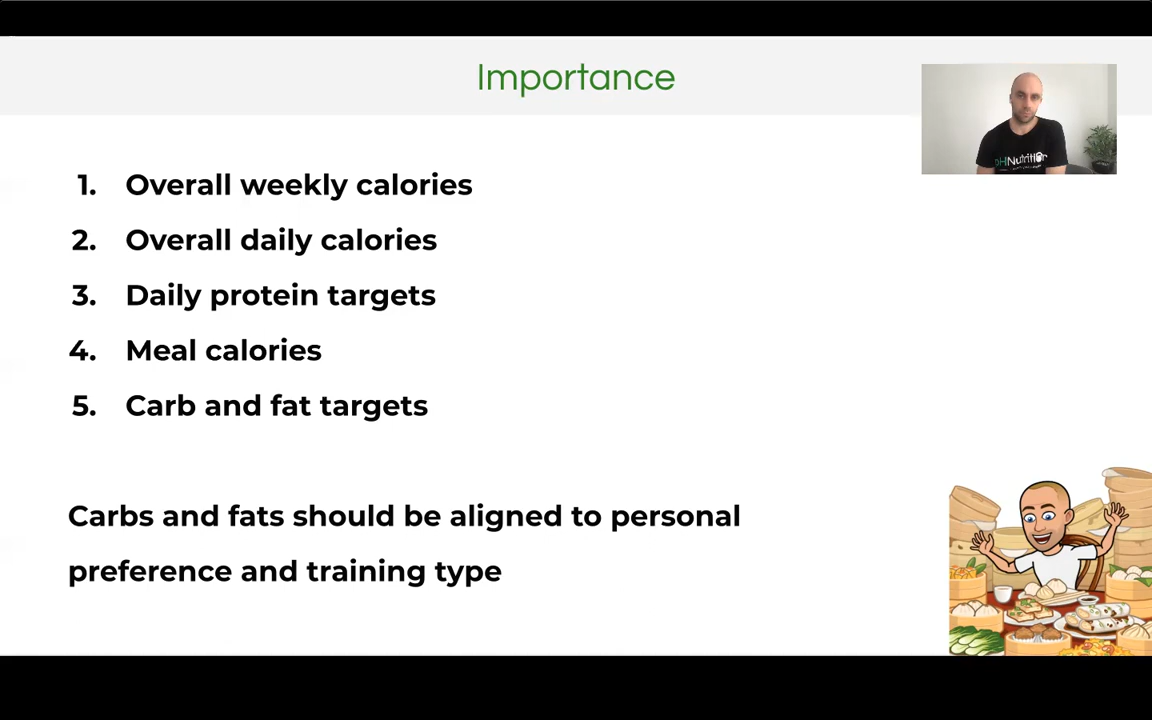 Importance
1. Overall weekly calories
2. Overall daily calories
3. Daily protein targets
4. Meal calories
5. Carb and fat targets
Carbs and fats should be aligned to personal
preference and training type